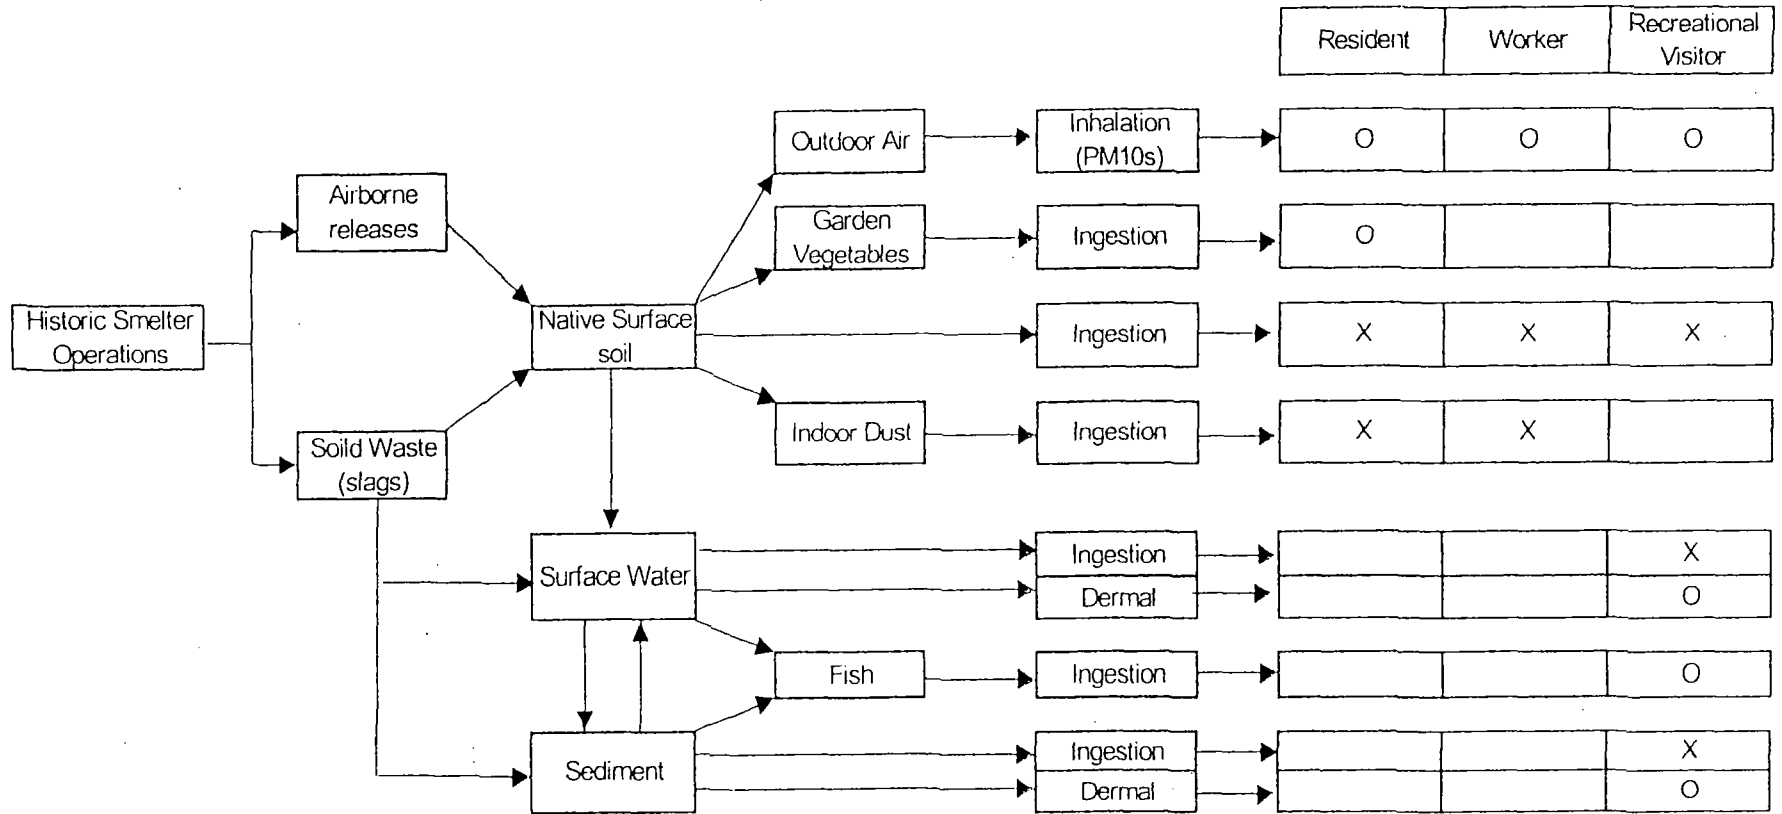 Resident Worker Recreational
Visitor
Outdoor Air Inhalation
(PM10s) O O O
Airborne
releases
Garden
Vegetables Ingestion O
Historic Smelter
Operations
Native Surface
soil Ingestion X X X
Soild Waste
(slags)
Indoor Dust Ingestion X X
Surface Water
Ingestion X
Dermal O
Fish Ingestion O
Sediment
Ingestion X
Dermal O